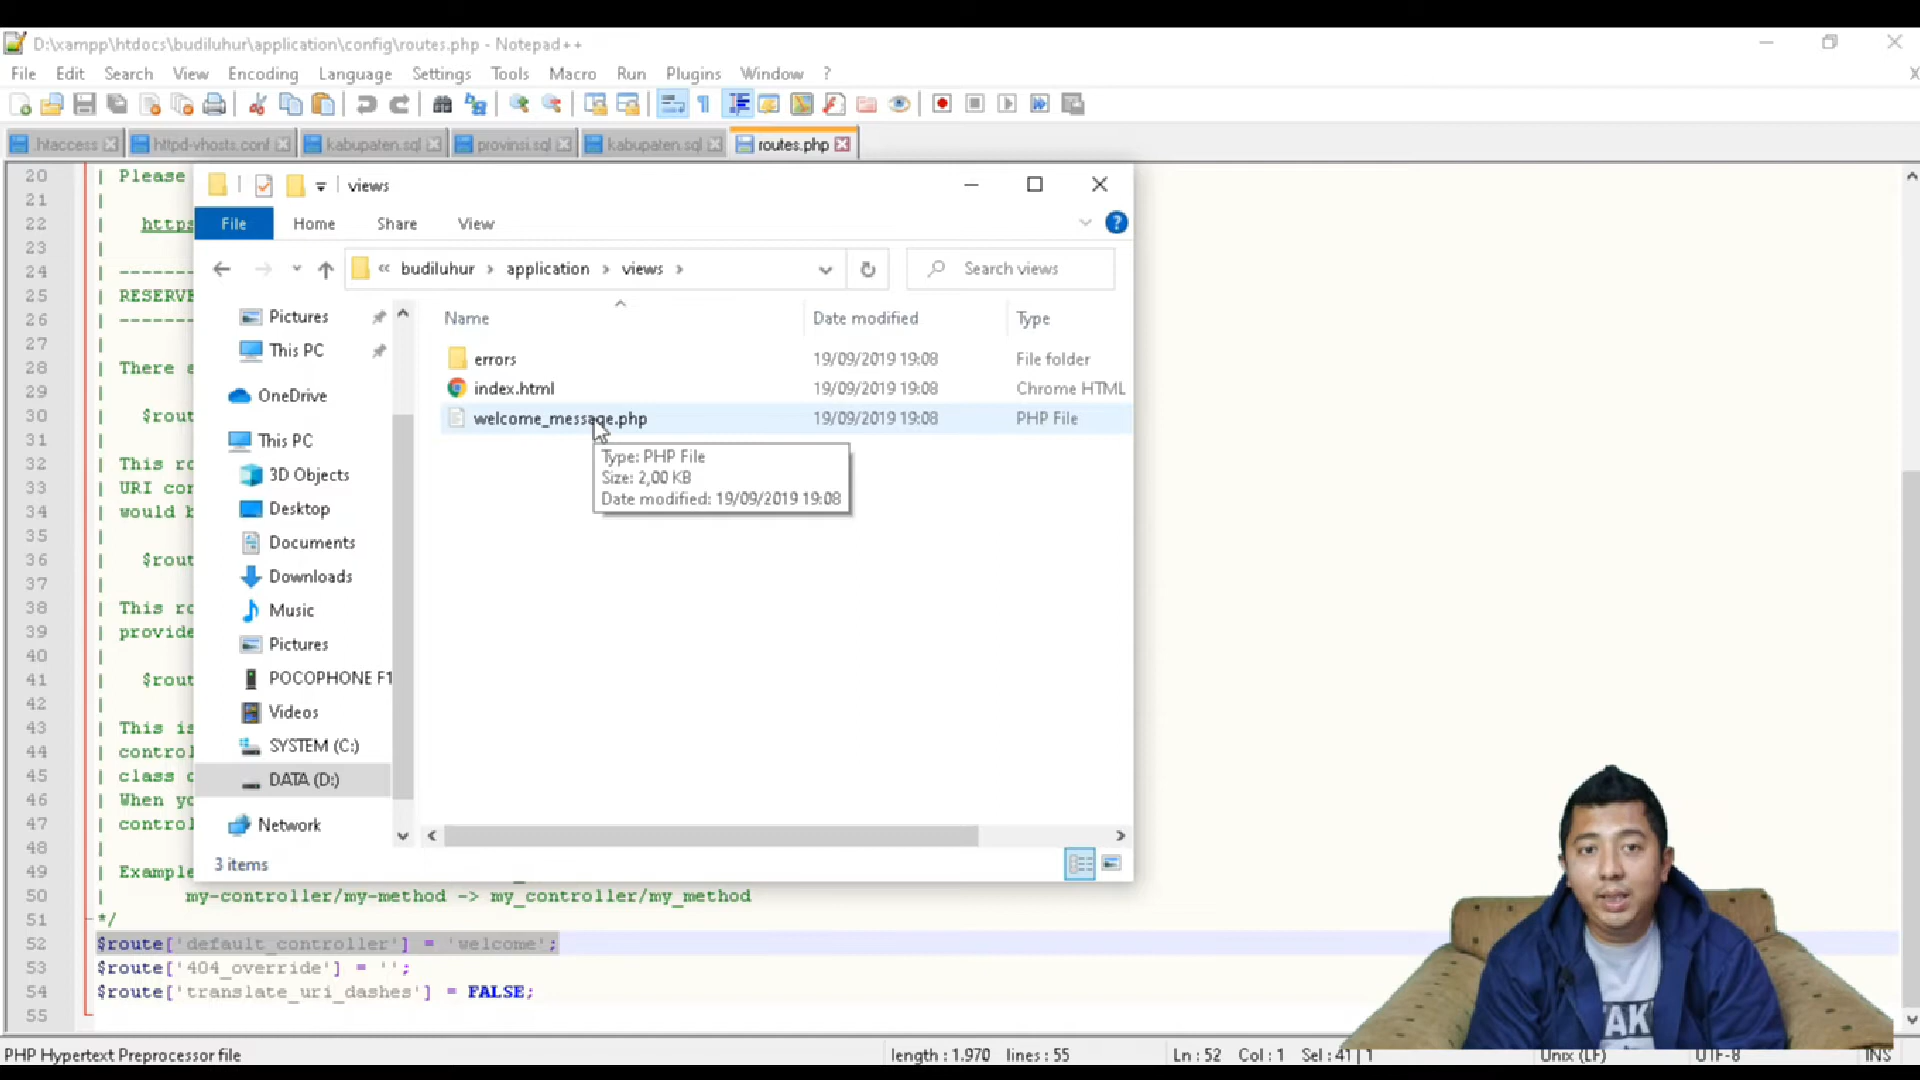 D:\xampp\htdocs\budiluhur\application\config\routes.php - Notepad++
File Edit Search View Encoding Language Settings Tools Macro Run Plugins Window ?
.htaccess httpd-vhosts.conf kabupaten.sql provinsi.sql kabupaten.sql routes.php
views
File Home Share View
« budiluhur > application > views >
Search views
Pictures
This PC
OneDrive
This PC
3D Objects
Desktop
Documents
Downloads
Music
Pictures
POCOPHONE F1
Videos
SYSTEM (C:)
DATA (D:)
Network
Name Date modified Type
errors 19/09/2019 19:08 File folder
index.html 19/09/2019 19:08 Chrome HTML
welcome_message.php 19/09/2019 19:08 PHP File
Type: PHP File
Size: 2,00 KB
Date modified: 19/09/2019 19:08
3 items
20 | Please
21 |
22 | https
23 |
24 | --------
25 | RESERVE
26 | --------
27 |
28 | There
29 |
30 | $rout
31 |
32 | This ro
33 | URI con
34 | would b
35 |
36 | $rout
37 |
38 | This ro
39 | provide
40 |
41 | $rout
42 |
43 | This is
44 | control
45 | class
46 | When yo
47 | control
48 |
49 | Example
50 | my-controller/my-method -> my_controller/my_method
51 */
52 $route['default_controller'] = 'welcome';
53 $route['404_override'] = '';
54 $route['translate_uri_dashes'] = FALSE;
55
PHP Hypertext Preprocessor file length : 1.970 lines : 55 Ln : 52 Col : 1 Sel : 41 | 1 Unix (LF) UTF-8 INS